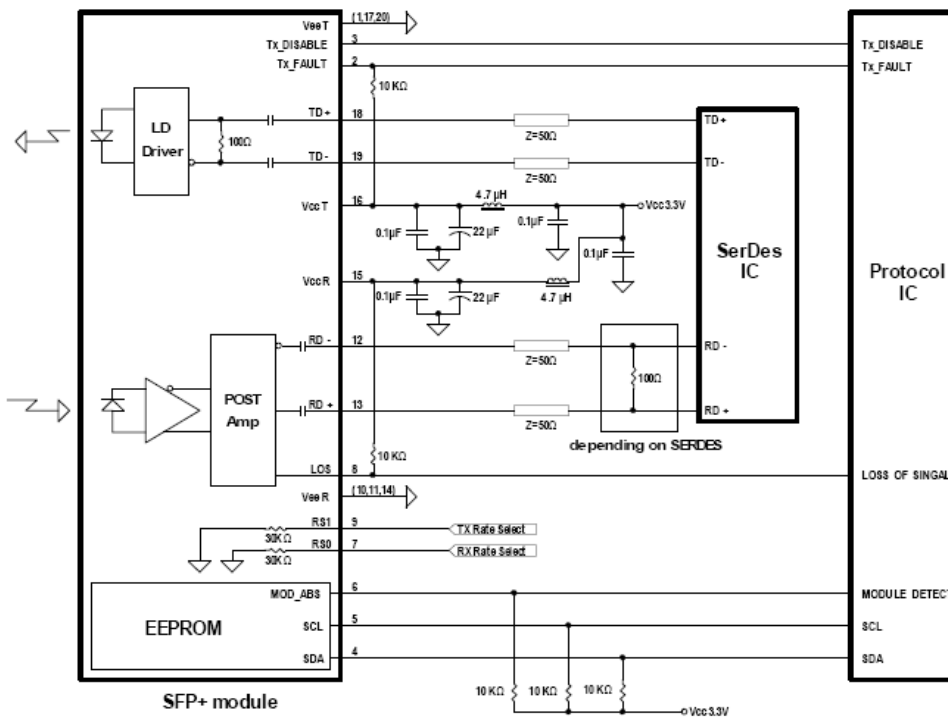 VeeT (1,17,20)
Tx_DISABLE 3 Tx_DISABLE
Tx_FAULT 2 Tx_FAULT
10 KΩ
LD
Driver
100Ω
TD+ 18 TD+
Z=50Ω
TD- 19 TD-
Z=50Ω
VccT 16
4.7 µH
Vcc3.3V
0.1µF
22 µF
0.1µF
0.1µF
SerDes
IC
Protocol
IC
VccR 15
0.1µF
22 µF
4.7 µH
POST
Amp
RD - 12 RD -
Z=50Ω
100Ω
RD + 13 RD +
Z=50Ω
depending on SERDES
10 KΩ
LOS 8 LOSS OF SINGAL
VeeR (10,11,14)
RS1 9 TX Rate Select
30KΩ
RS0 7 RX Rate Select
30KΩ
MOD_ABS 6 MODULE DETECT
EEPROM
SCL 5 SCL
SDA 4 SDA
10 KΩ 10 KΩ 10 KΩ
Vcc3.3V
SFP+ module